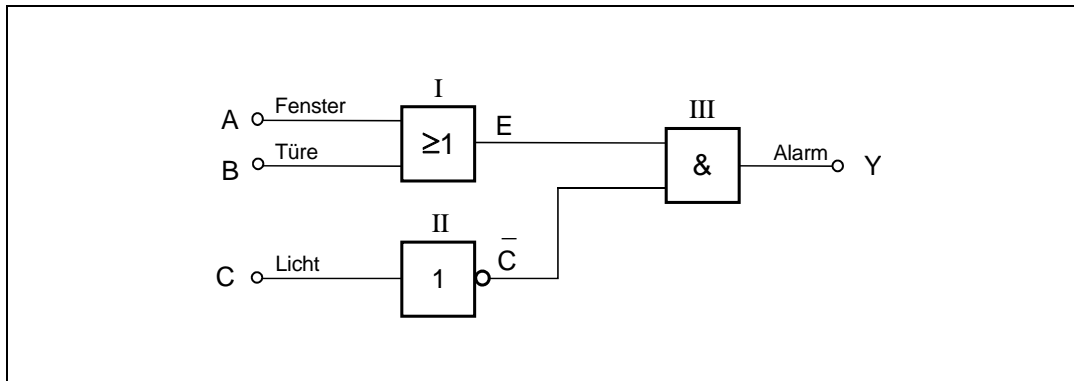 I
III
A Fenster
≥1
E
B Türe
&
Alarm Y
II
C Licht
1
C̅